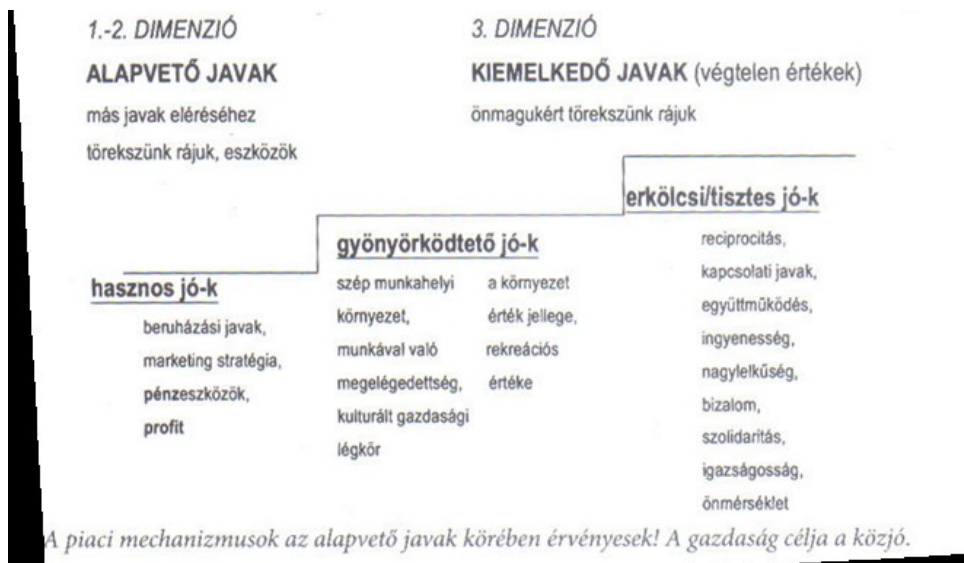 1.-2. DIMENZIÓ
ALAPVETŐ JAVAK
más javak eléréséhez
törekszünk rájuk, eszközök
3. DIMENZIÓ
KIEMELKEDŐ JAVAK (végtelen értékek)
önmagukért törekszünk rájuk
hasznos jó-k
beruházási javak,
marketing stratégia,
pénzeszközök,
profit
gyönyörködtető jó-k
szép munkahelyi
környezet,
munkával való
megelégedettség,
kulturált gazdasági
légkör
a környezet
érték jellege,
rekreációs
értéke
erkölcsi/tisztes jó-k
reciprocitás,
kapcsolati javak,
együttműködés,
ingyenesség,
nagylelkűség,
bizalom,
szolidaritás,
igazságosság,
önmérséklet
A piaci mechanizmusok az alapvető javak körében érvényesek! A gazdaság célja a közjó.